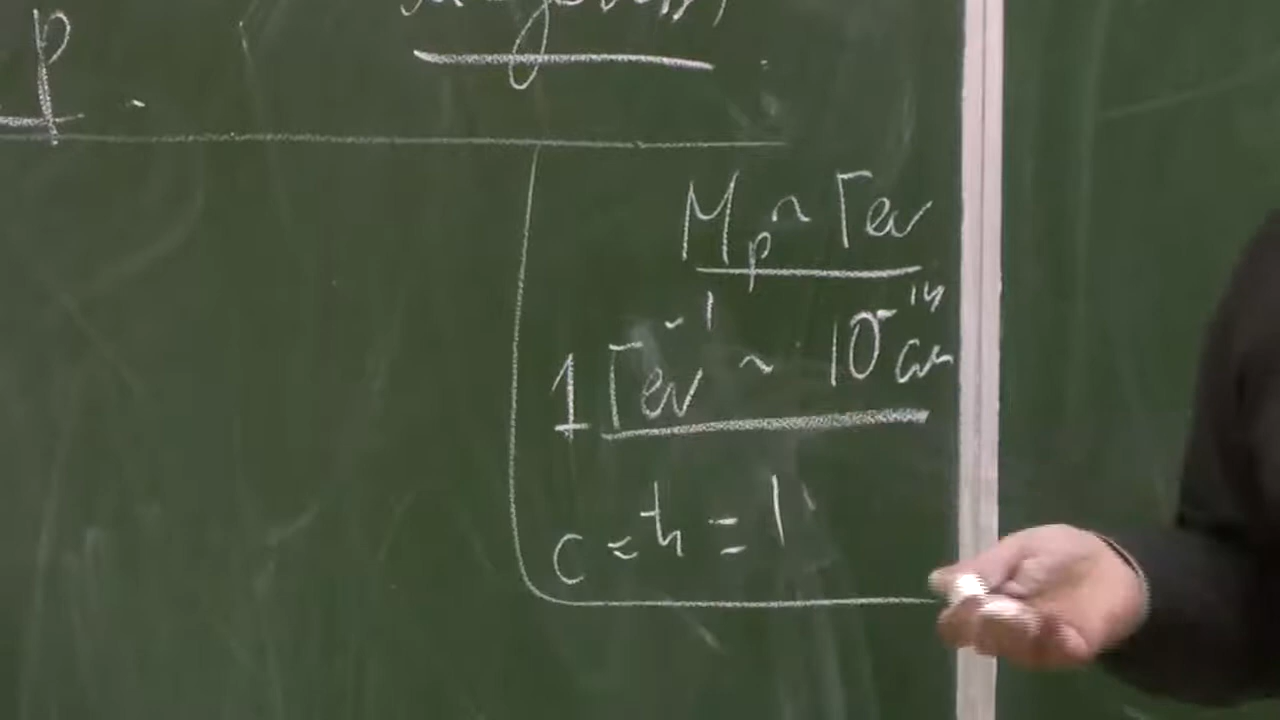 p
M_p ~ Гэв
1 Гэв^{-1} ~ 10^{-14} см
c = ħ = 1